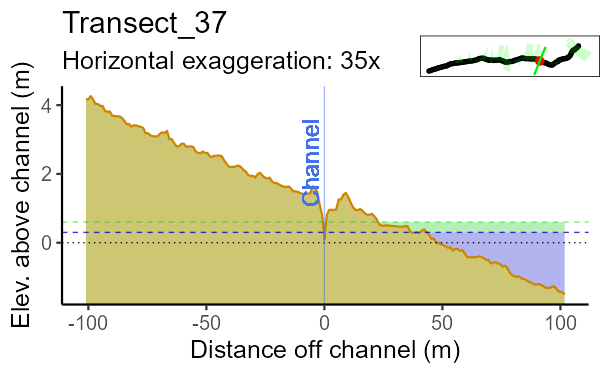 Transect_37
Horizontal exaggeration: 35x
Elev. above channel (m)
4
2
0
Channel
-100
-50
0
50
100
Distance off channel (m)